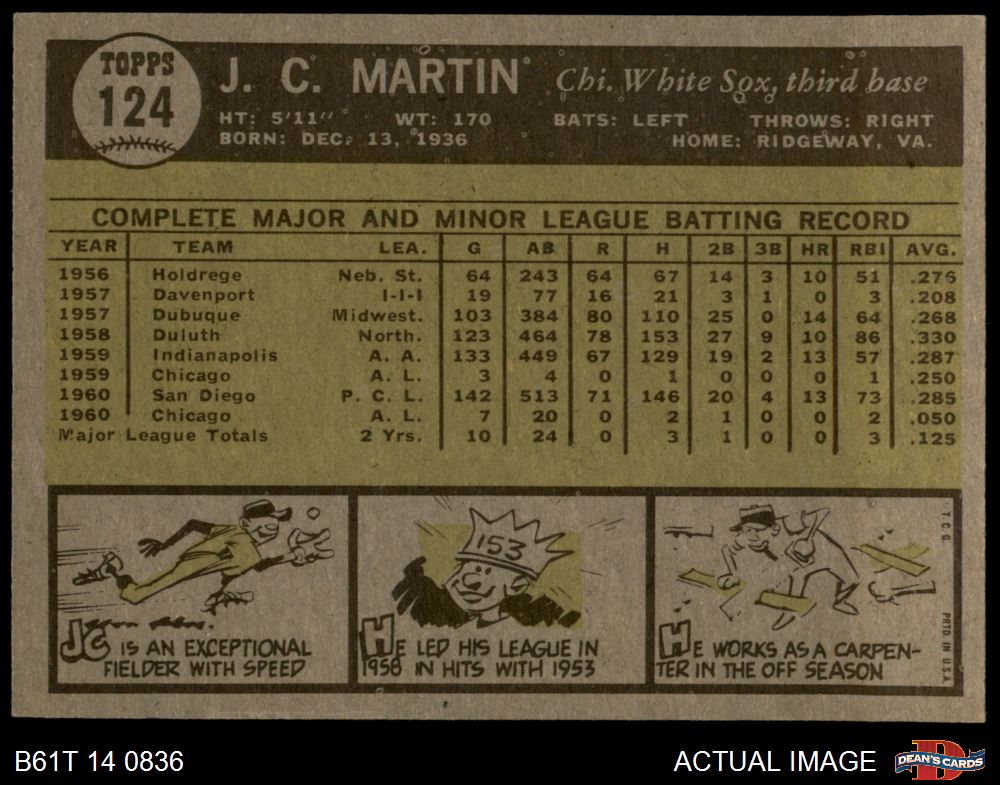 TOPPS
124
J. C. MARTIN
Chi. White Sox, third base
HT: 5'11" WT: 170 BATS: LEFT THROWS: RIGHT
BORN: DEC. 13, 1936 HOME: RIDGEWAY, VA.
COMPLETE MAJOR AND MINOR LEAGUE BATTING RECORD
YEAR TEAM LEA. G AB R H 2B 3B HR RBI AVG.
1956 Holdrege Neb. St. 64 243 64 67 14 3 10 51 .276
1957 Davenport I-I-I 19 77 16 21 3 1 0 3 .208
1957 Dubuque Midwest. 103 384 80 110 25 0 14 64 .268
1958 Duluth North. 123 464 78 153 27 9 10 86 .330
1959 Indianapolis A. A. 133 449 67 129 19 2 13 57 .287
1959 Chicago A. L. 3 4 0 1 0 0 0 1 .250
1960 San Diego P. C. L. 142 513 71 146 20 4 13 73 .285
1960 Chicago A. L. 7 20 0 2 1 0 0 2 .050
Major League Totals 2 Yrs. 10 24 0 3 1 0 0 3 .125
JC IS AN EXCEPTIONAL
FIELDER WITH SPEED
153
HE LED HIS LEAGUE IN
1958 IN HITS WITH 1953
HE WORKS AS A CARPEN-
TER IN THE OFF SEASON
T.C.G.
PRTD. IN U.S.A.
B61T 14 0836
ACTUAL IMAGE
DEAN'S CARDS